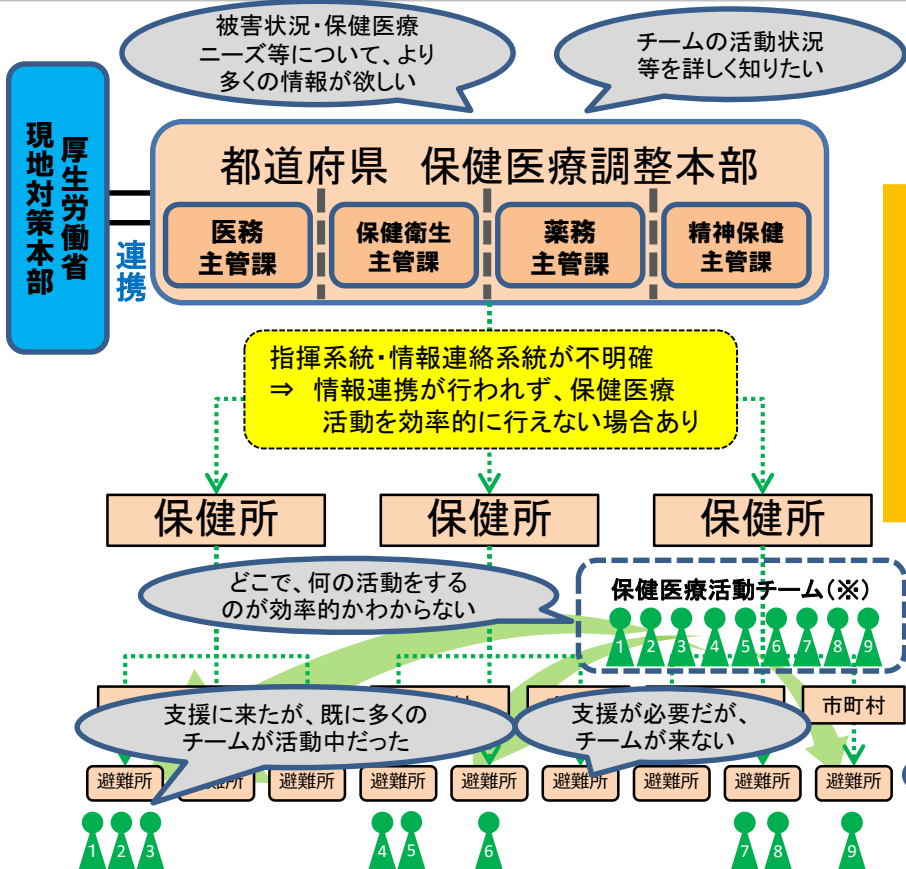 被害状況・保健医療
ニーズ等について、より
多くの情報が欲しい
チームの活動状況
等を詳しく知りたい
厚生労働省
現地対策本部
連携
都道府県 保健医療調整本部
医務
主管課
保健衛生
主管課
薬務
主管課
精神保健
主管課
指揮系統・情報連絡系統が不明確
⇒ 情報連携が行われず、保健医療
活動を効率的に行えない場合あり
保健所
保健所
保健所
どこで、何の活動をする
のが効率的かわからない
保健医療活動チーム(※)
1 2 3 4 5 6 7 8 9
市町村
支援に来たが、既に多くの
チームが活動中だった
支援が必要だが、
チームが来ない
避難所
避難所
避難所
避難所
避難所
避難所
避難所
避難所
避難所
1 2 3
4 5
6
7 8
9